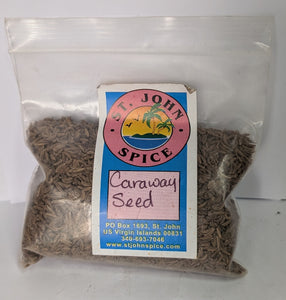 ST. JOHN
SPICE
Caraway
Seed
PO Box 1693, St. John
US Virgin Islands 00831
340-693-7046
www.stjohnspice.com